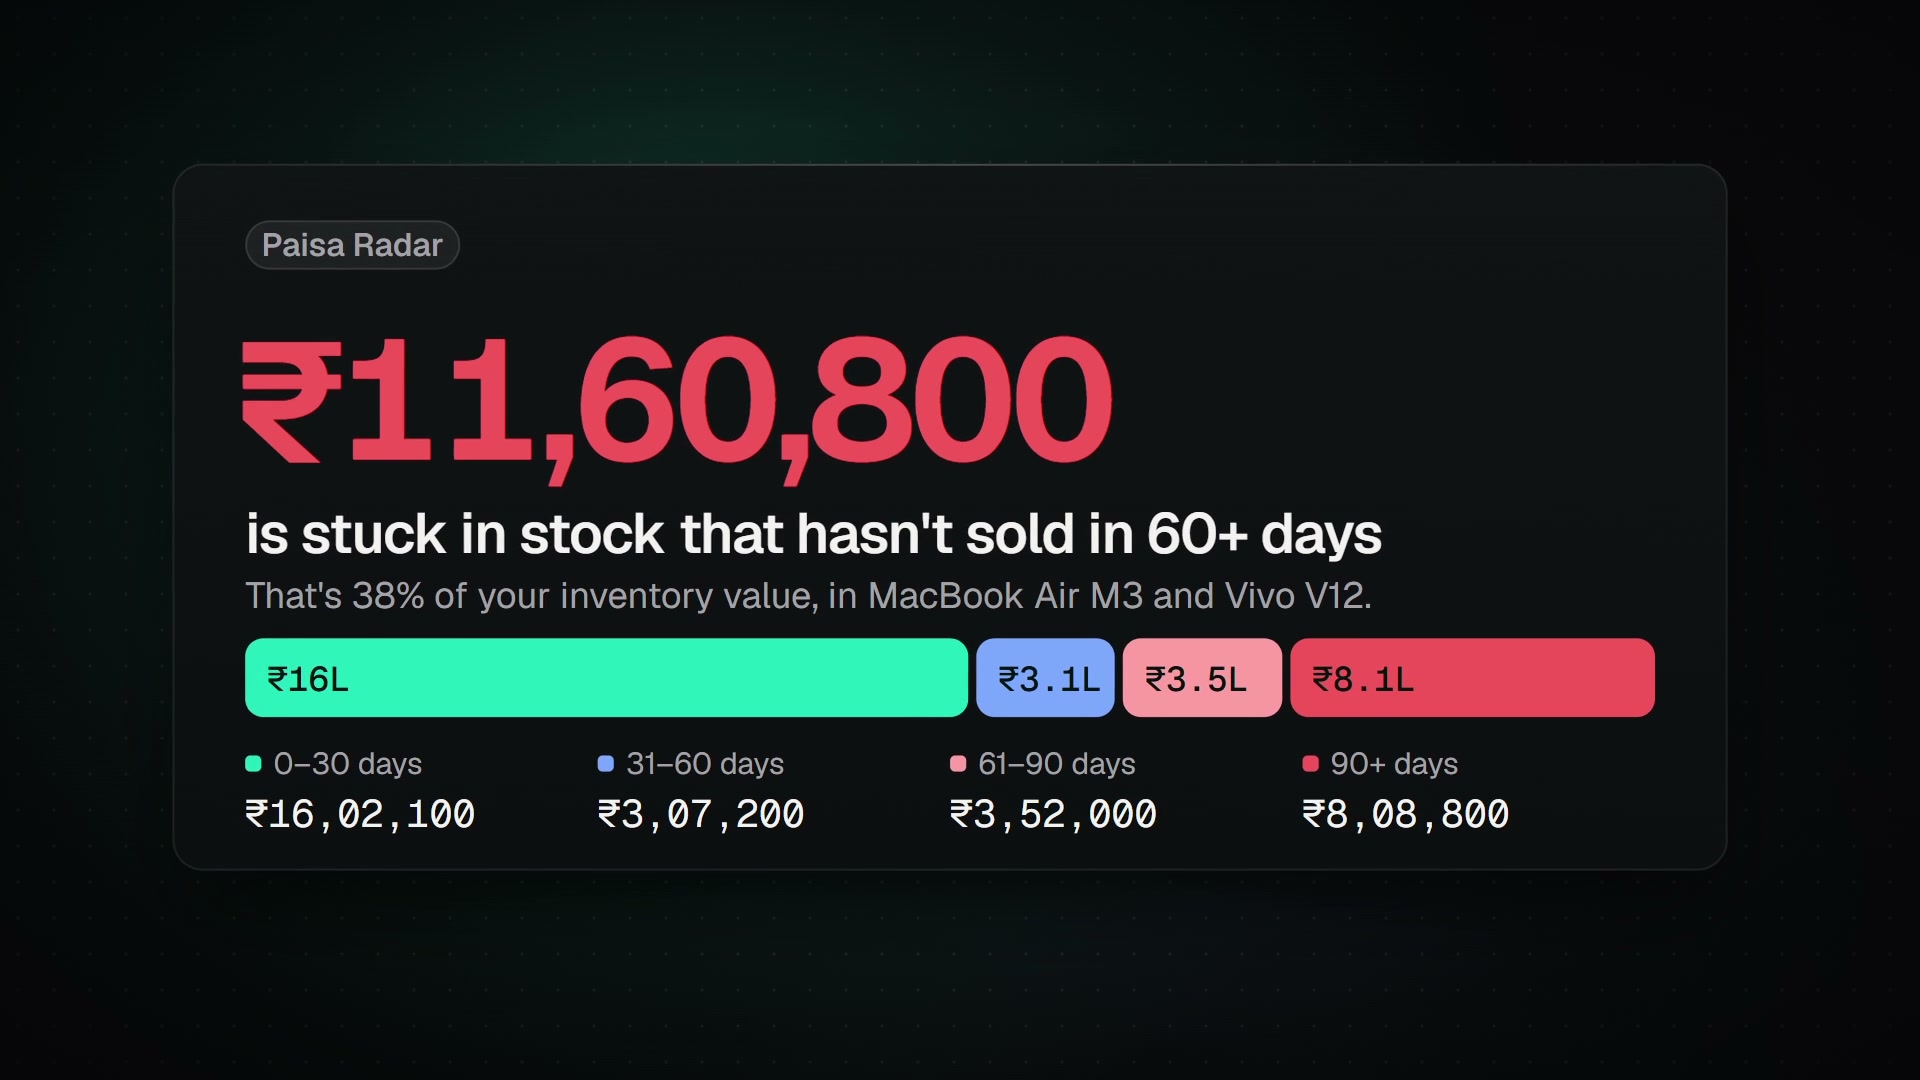 Paisa Radar
₹11,60,800
is stuck in stock that hasn't sold in 60+ days
That's 38% of your inventory value, in MacBook Air M3 and Vivo V12.
₹16L ₹3.1L ₹3.5L ₹8.1L
0–30 days 31–60 days 61–90 days 90+ days
₹16,02,100 ₹3,07,200 ₹3,52,000 ₹8,08,800